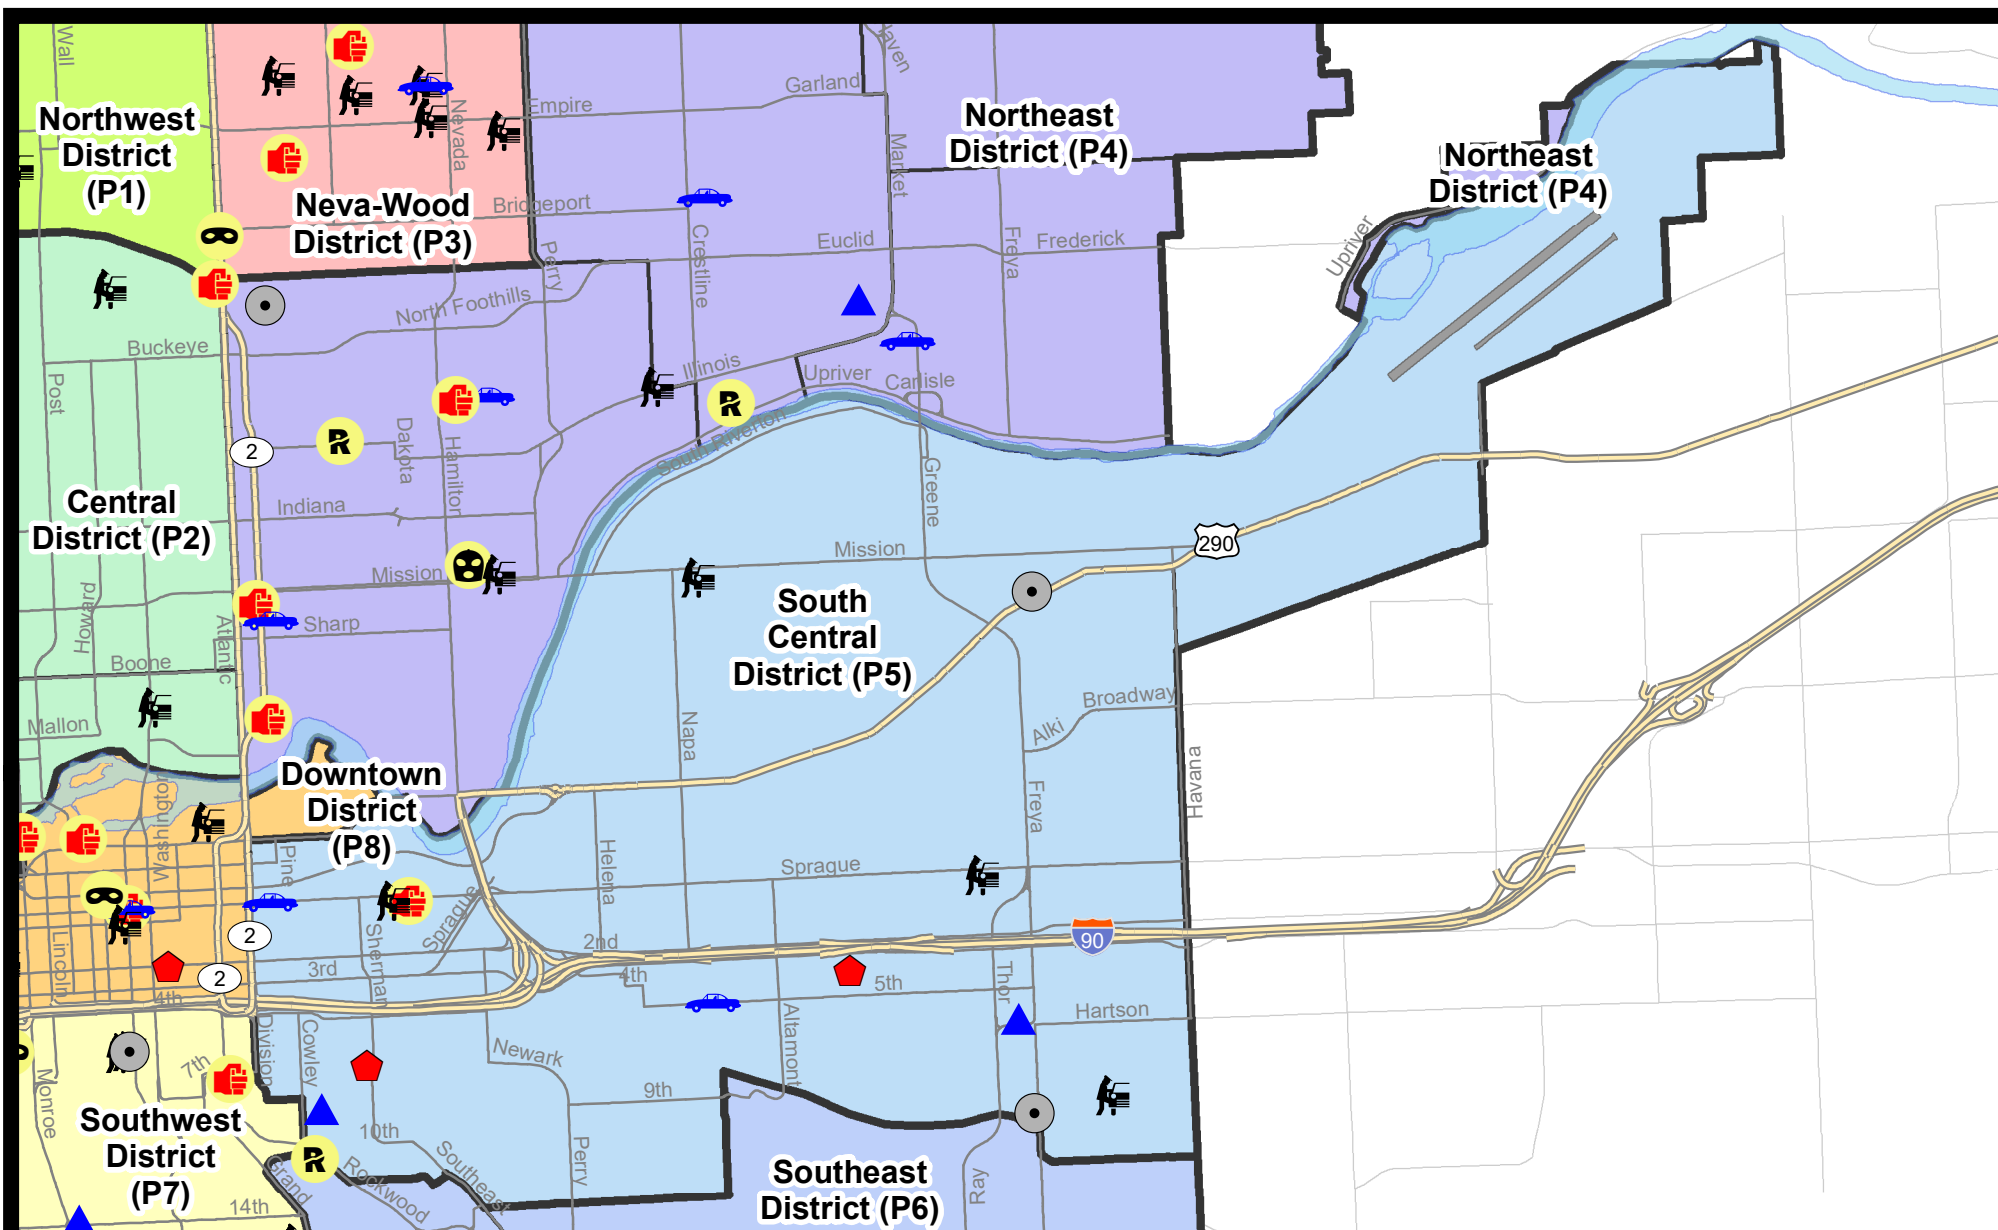 Wall
Haven
Garland
Empire
Nevada
Northwest
District
(P1)
Northeast
District (P4)
Market
Northeast
District (P4)
Neva-Wood
District (P3)
Bridgeport
Perry
Crestline
Euclid
Freya
Frederick
Upriver
North Foothills
Buckeye
Illinois
Upriver
Carlisle
Post
R
R
South Riverton
Dakota
Hamilton
2
Greene
Central
District (P2)
Indiana
Mission
290
Mission
Howard
Atlantic
Sharp
South
Central
District (P5)
Boone
Broadway
Alki
Mallon
Napa
Havana
Washington
Downtown
District
(P8)
Freya
Pine
Helena
Sprague
Sprague
Sherman
Lincoln
2
90
2nd
3rd
4th
5th
2
4th
Thor
Altamont
Hartson
Division
Cowley
Newark
7th
9th
Monroe
Southwest
District
(P7)
10th
R
Southeast
Perry
Rockwood
Grand
14th
Southeast
District (P6)
Ray